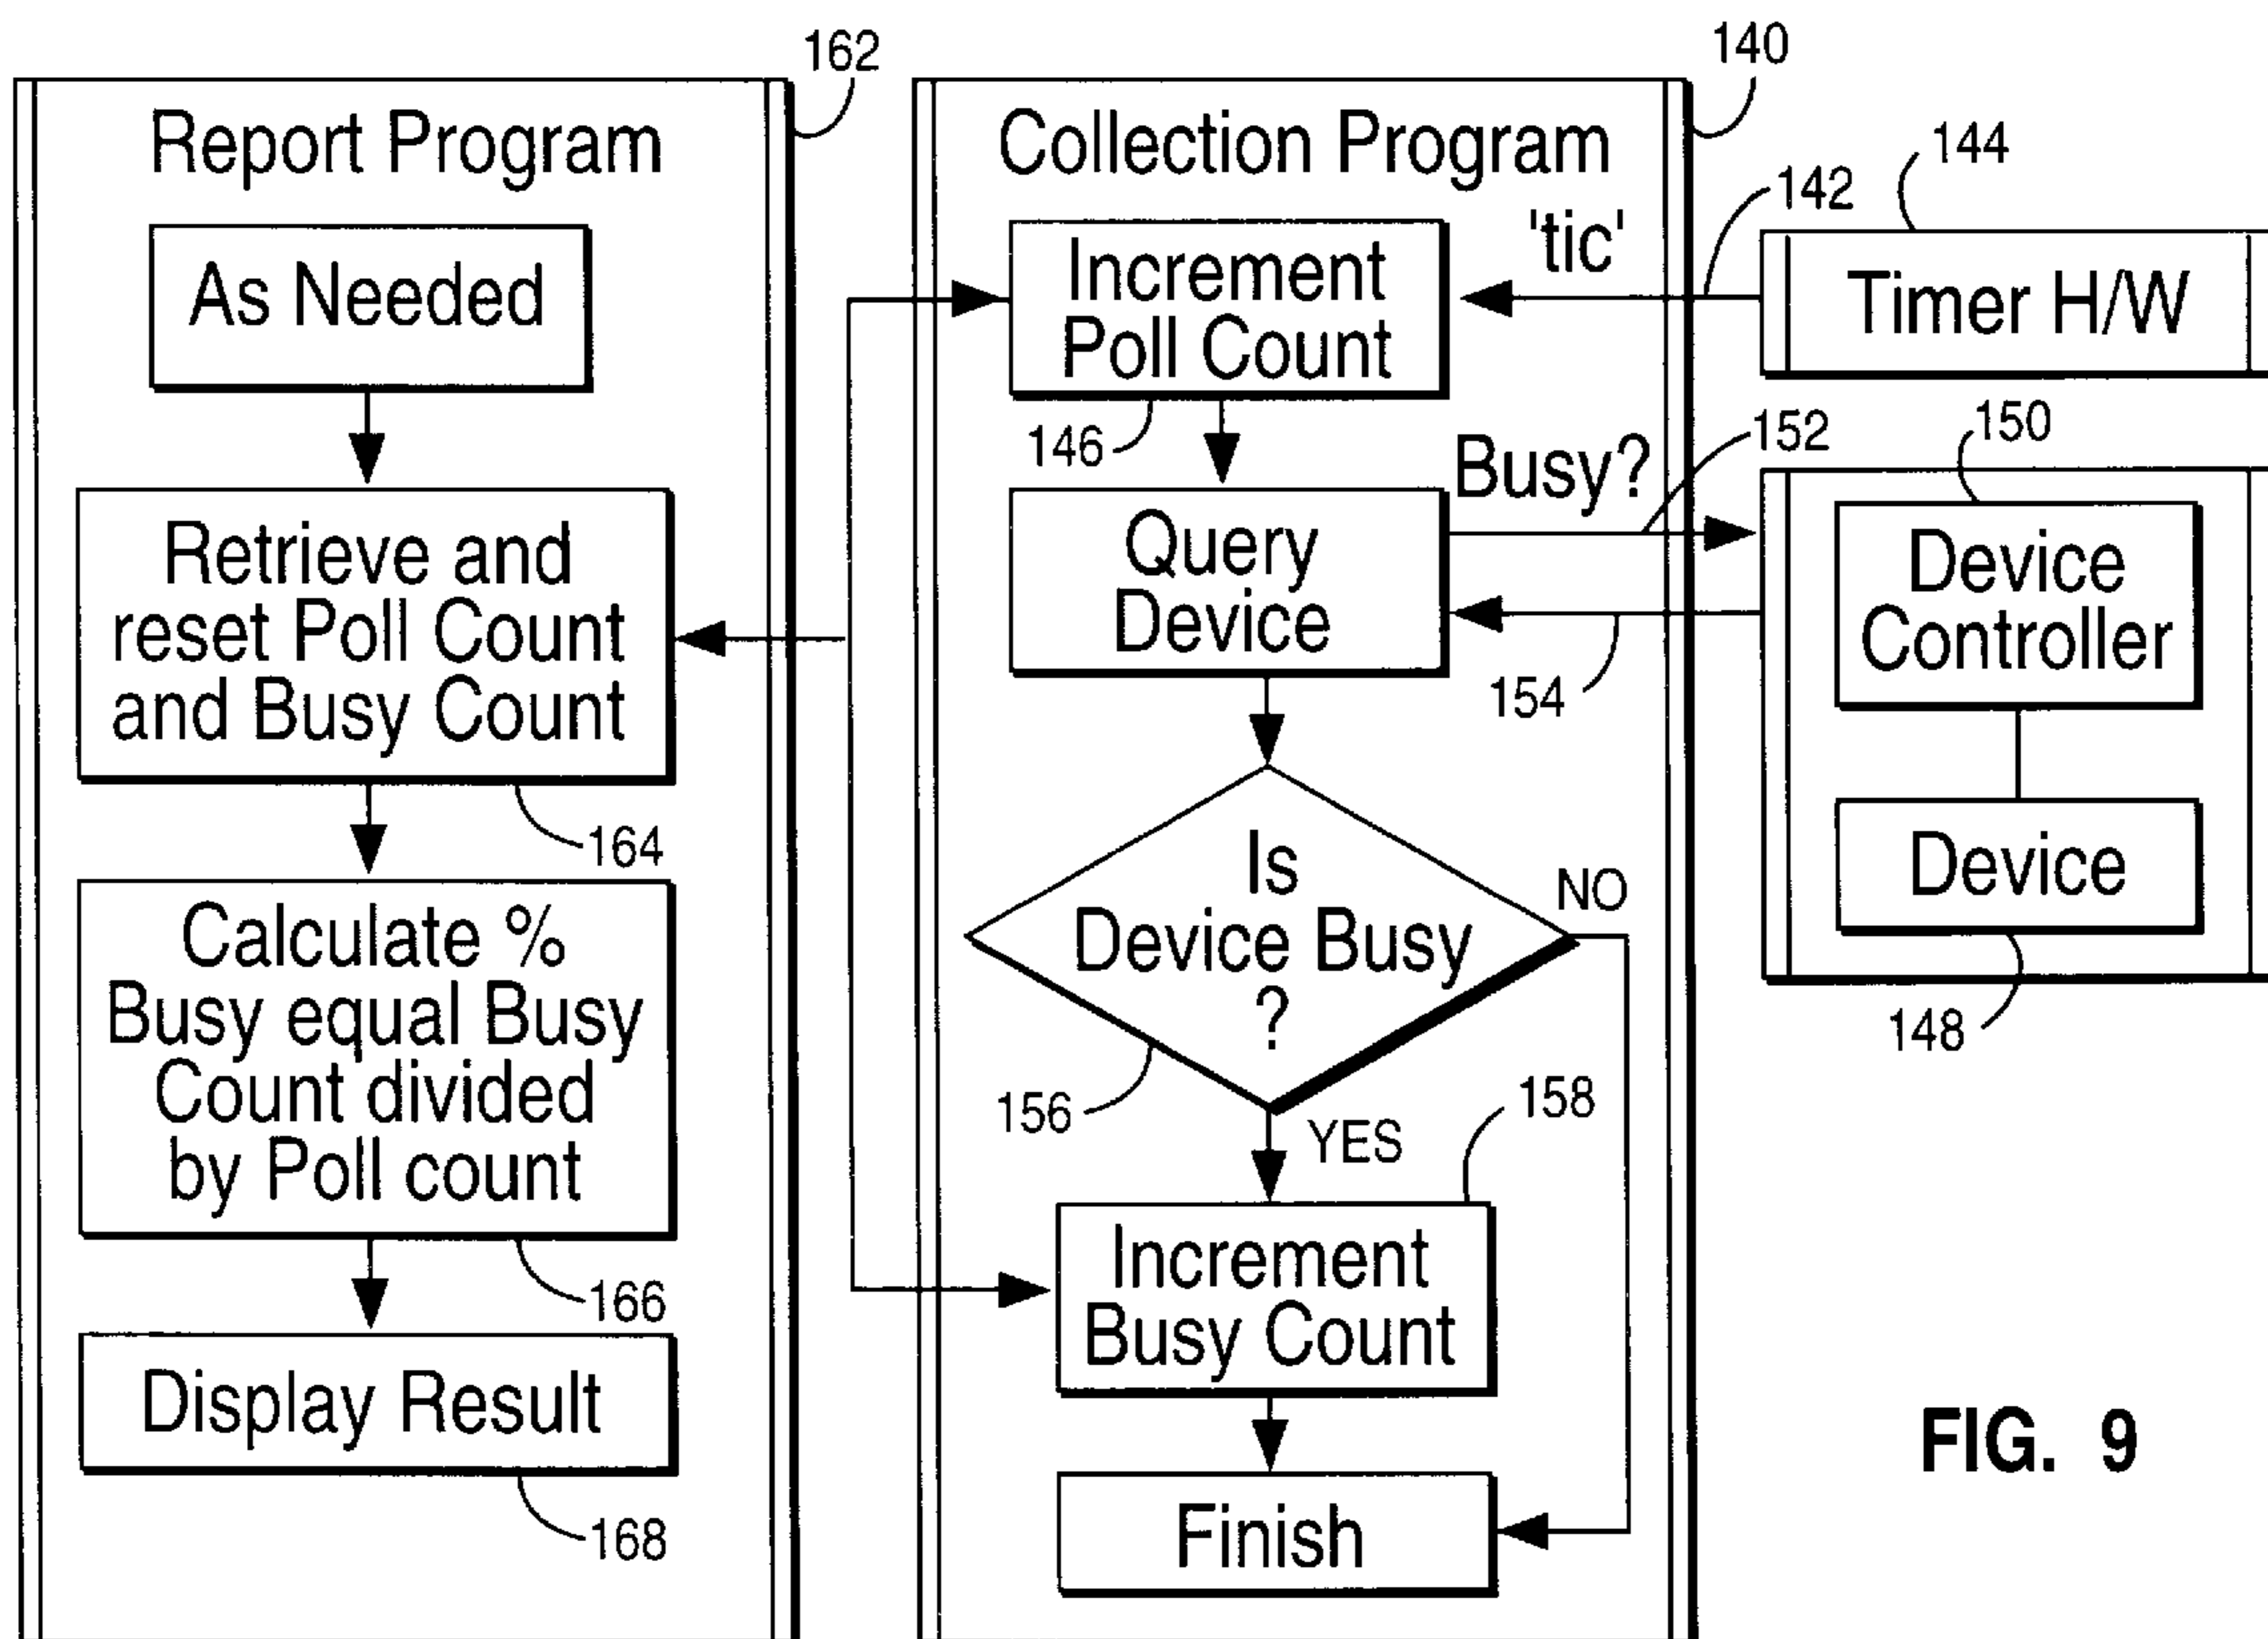 162
Report Program
As Needed
Retrieve and
reset Poll Count
and Busy Count
164
Calculate %
Busy equal Busy
Count divided
by Poll count
166
Display Result
168
140
Collection Program
'tic'
142
144
Increment
Poll Count
146
Timer H/W
Busy?
152
150
Query
Device
154
Device
Controller
Device
148
Is
Device Busy
?
NO
156
YES
158
Increment
Busy Count
Finish
FIG. 9